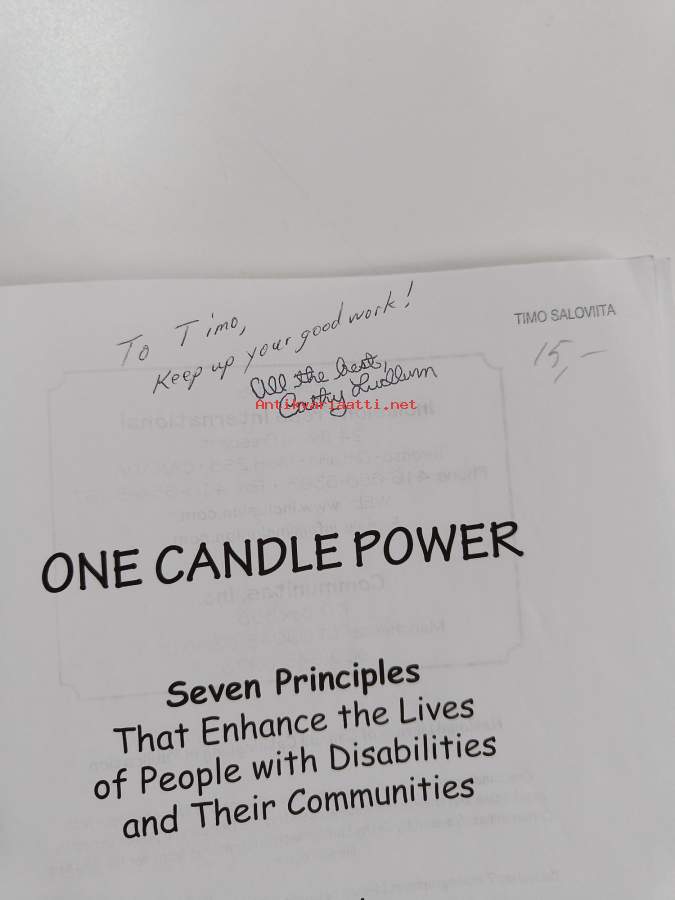 To Timo,
Keep up your good work!
All the best,
Cathy Ludlum
Antikvariaatti.net
TIMO SALOVIITA
15,-
ONE CANDLE POWER
Seven Principles
That Enhance the Lives
of People with Disabilities
and Their Communities